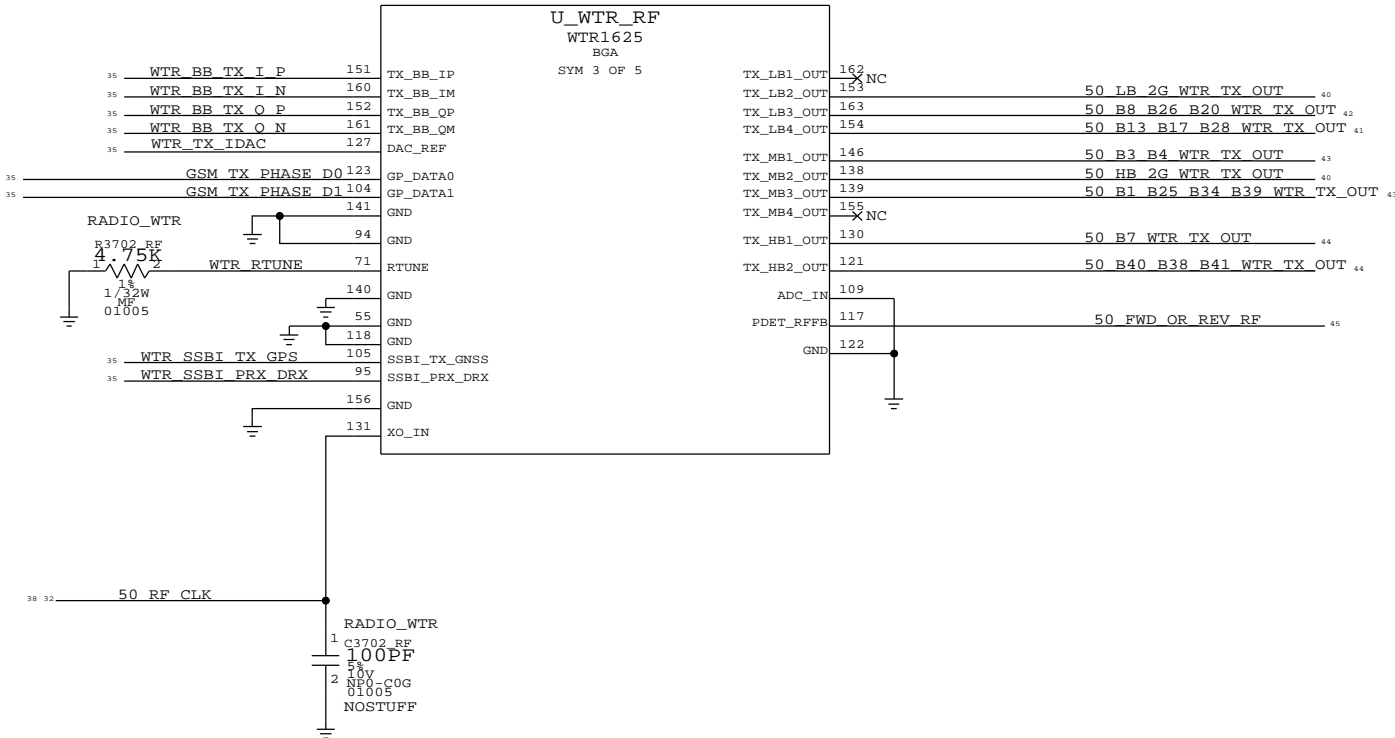 U_WTR_RF
WTR1625
BGA
SYM 3 OF 5
35 WTR_BB_TX_I_P 151 TX_BB_IP
35 WTR_BB_TX_I_N 160 TX_BB_IM
35 WTR_BB_TX_Q_P 152 TX_BB_QP
35 WTR_BB_TX_Q_N 161 TX_BB_QM
35 WTR_TX_IDAC 127 DAC_REF
35 GSM_TX_PHASE_D0 123 GP_DATA0
35 GSM_TX_PHASE_D1 104 GP_DATA1
141 GND
94 GND
RADIO_WTR
R3702_RF
4.75K
1 2
1%
1/32W
MF
01005
WTR_RTUNE 71 RTUNE
140 GND
55 GND
118 GND
35 WTR_SSBI_TX_GPS 105 SSBI_TX_GNSS
35 WTR_SSBI_PRX_DRX 95 SSBI_PRX_DRX
156 GND
131 XO_IN
TX_LB1_OUT 162 NC
TX_LB2_OUT 153 50_LB_2G_WTR_TX_OUT 40
TX_LB3_OUT 163 50_B8_B26_B20_WTR_TX_OUT 42
TX_LB4_OUT 154 50_B13_B17_B28_WTR_TX_OUT 41
TX_MB1_OUT 146 50_B3_B4_WTR_TX_OUT 43
TX_MB2_OUT 138 50_HB_2G_WTR_TX_OUT 40
TX_MB3_OUT 139 50_B1_B25_B34_B39_WTR_TX_OUT 43
TX_MB4_OUT 155 NC
TX_HB1_OUT 130 50_B7_WTR_TX_OUT 44
TX_HB2_OUT 121 50_B40_B38_B41_WTR_TX_OUT 44
ADC_IN 109
PDET_RFFB 117 50_FWD_OR_REV_RF 45
GND 122
38 32 50_RF_CLK
RADIO_WTR
1 C3702_RF
100PF
5%
10V
2 NP0-C0G
01005
NOSTUFF